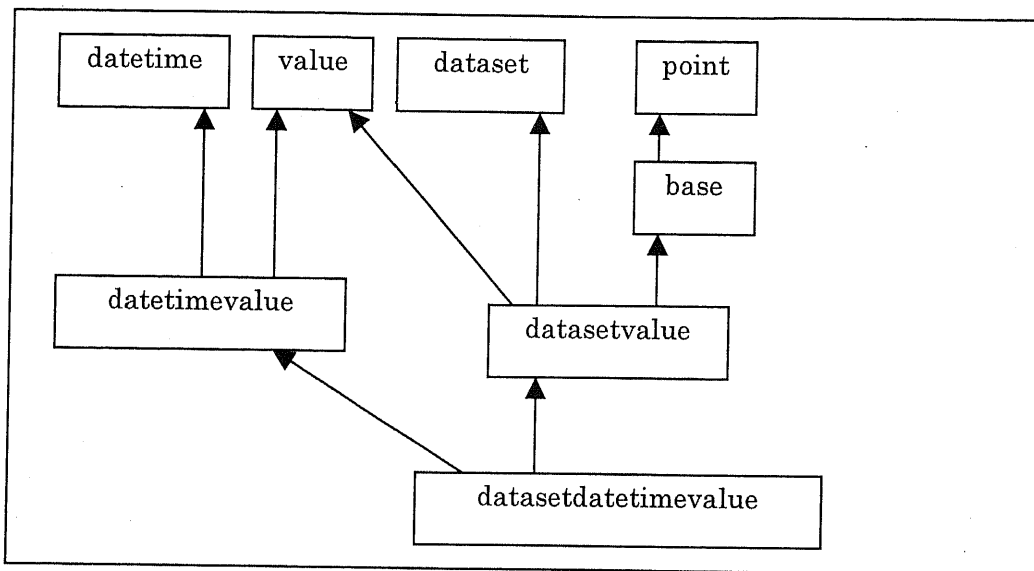 datetime
value
dataset
point
base
datetimevalue
datasetvalue
datasetdatetimevalue